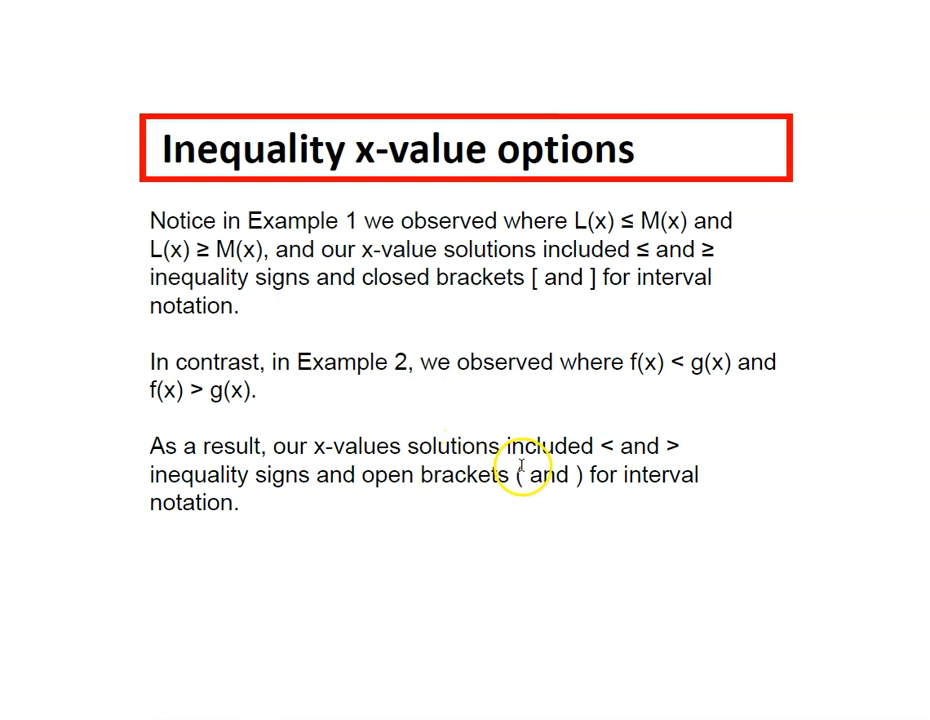 Inequality x-value options
Notice in Example 1 we observed where L(x) ≤ M(x) and
L(x) ≥ M(x), and our x-value solutions included ≤ and ≥
inequality signs and closed brackets [ and ] for interval
notation.
In contrast, in Example 2, we observed where f(x) < g(x) and
f(x) > g(x).
As a result, our x-values solutions included < and >
inequality signs and open brackets ( and ) for interval
notation.